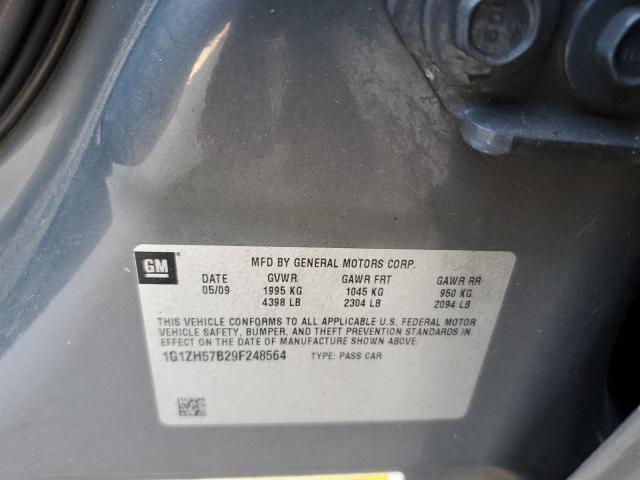 GM
MFD BY GENERAL MOTORS CORP.
DATE GVWR GAWR FRT GAWR RR
05/09 1995 KG 1045 KG 950 KG
4398 LB 2304 LB 2094 LB
THIS VEHICLE CONFORMS TO ALL APPLICABLE U.S. FEDERAL MOTOR
VEHICLE SAFETY, BUMPER, AND THEFT PREVENTION STANDARDS IN
EFFECT ON THE DATE OF MANUFACTURE SHOWN ABOVE.
1G1ZH57B29F248564 TYPE: PASS CAR